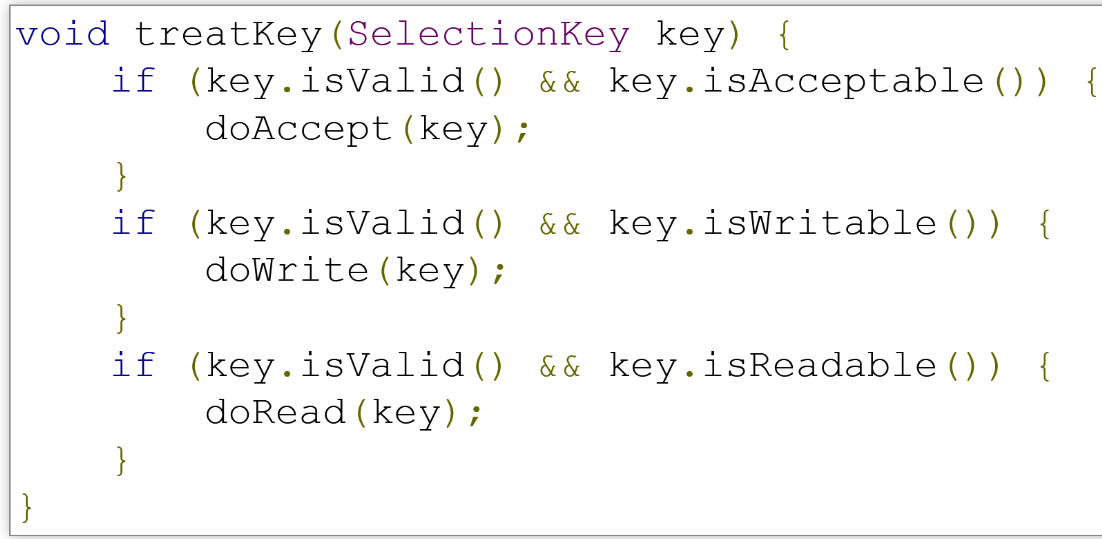 void treatKey(SelectionKey key) {
    if (key.isValid() && key.isAcceptable()) {
        doAccept(key);
    }
    if (key.isValid() && key.isWritable()) {
        doWrite(key);
    }
    if (key.isValid() && key.isReadable()) {
        doRead(key);
    }
}